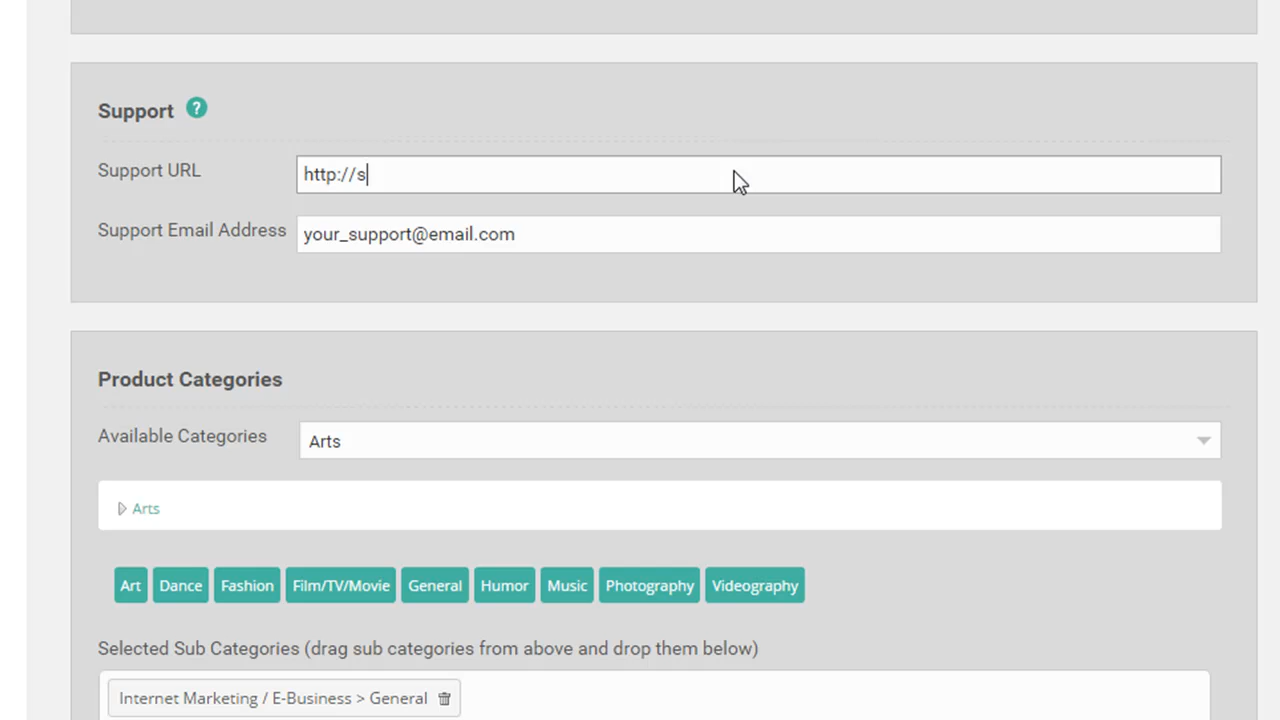 Support ?
Support URL
http://s
Support Email Address
your_support@email.com
Product Categories
Available Categories
Arts
Arts
Art Dance Fashion Film/TV/Movie General Humor Music Photography Videography
Selected Sub Categories (drag sub categories from above and drop them below)
Internet Marketing / E-Business > General